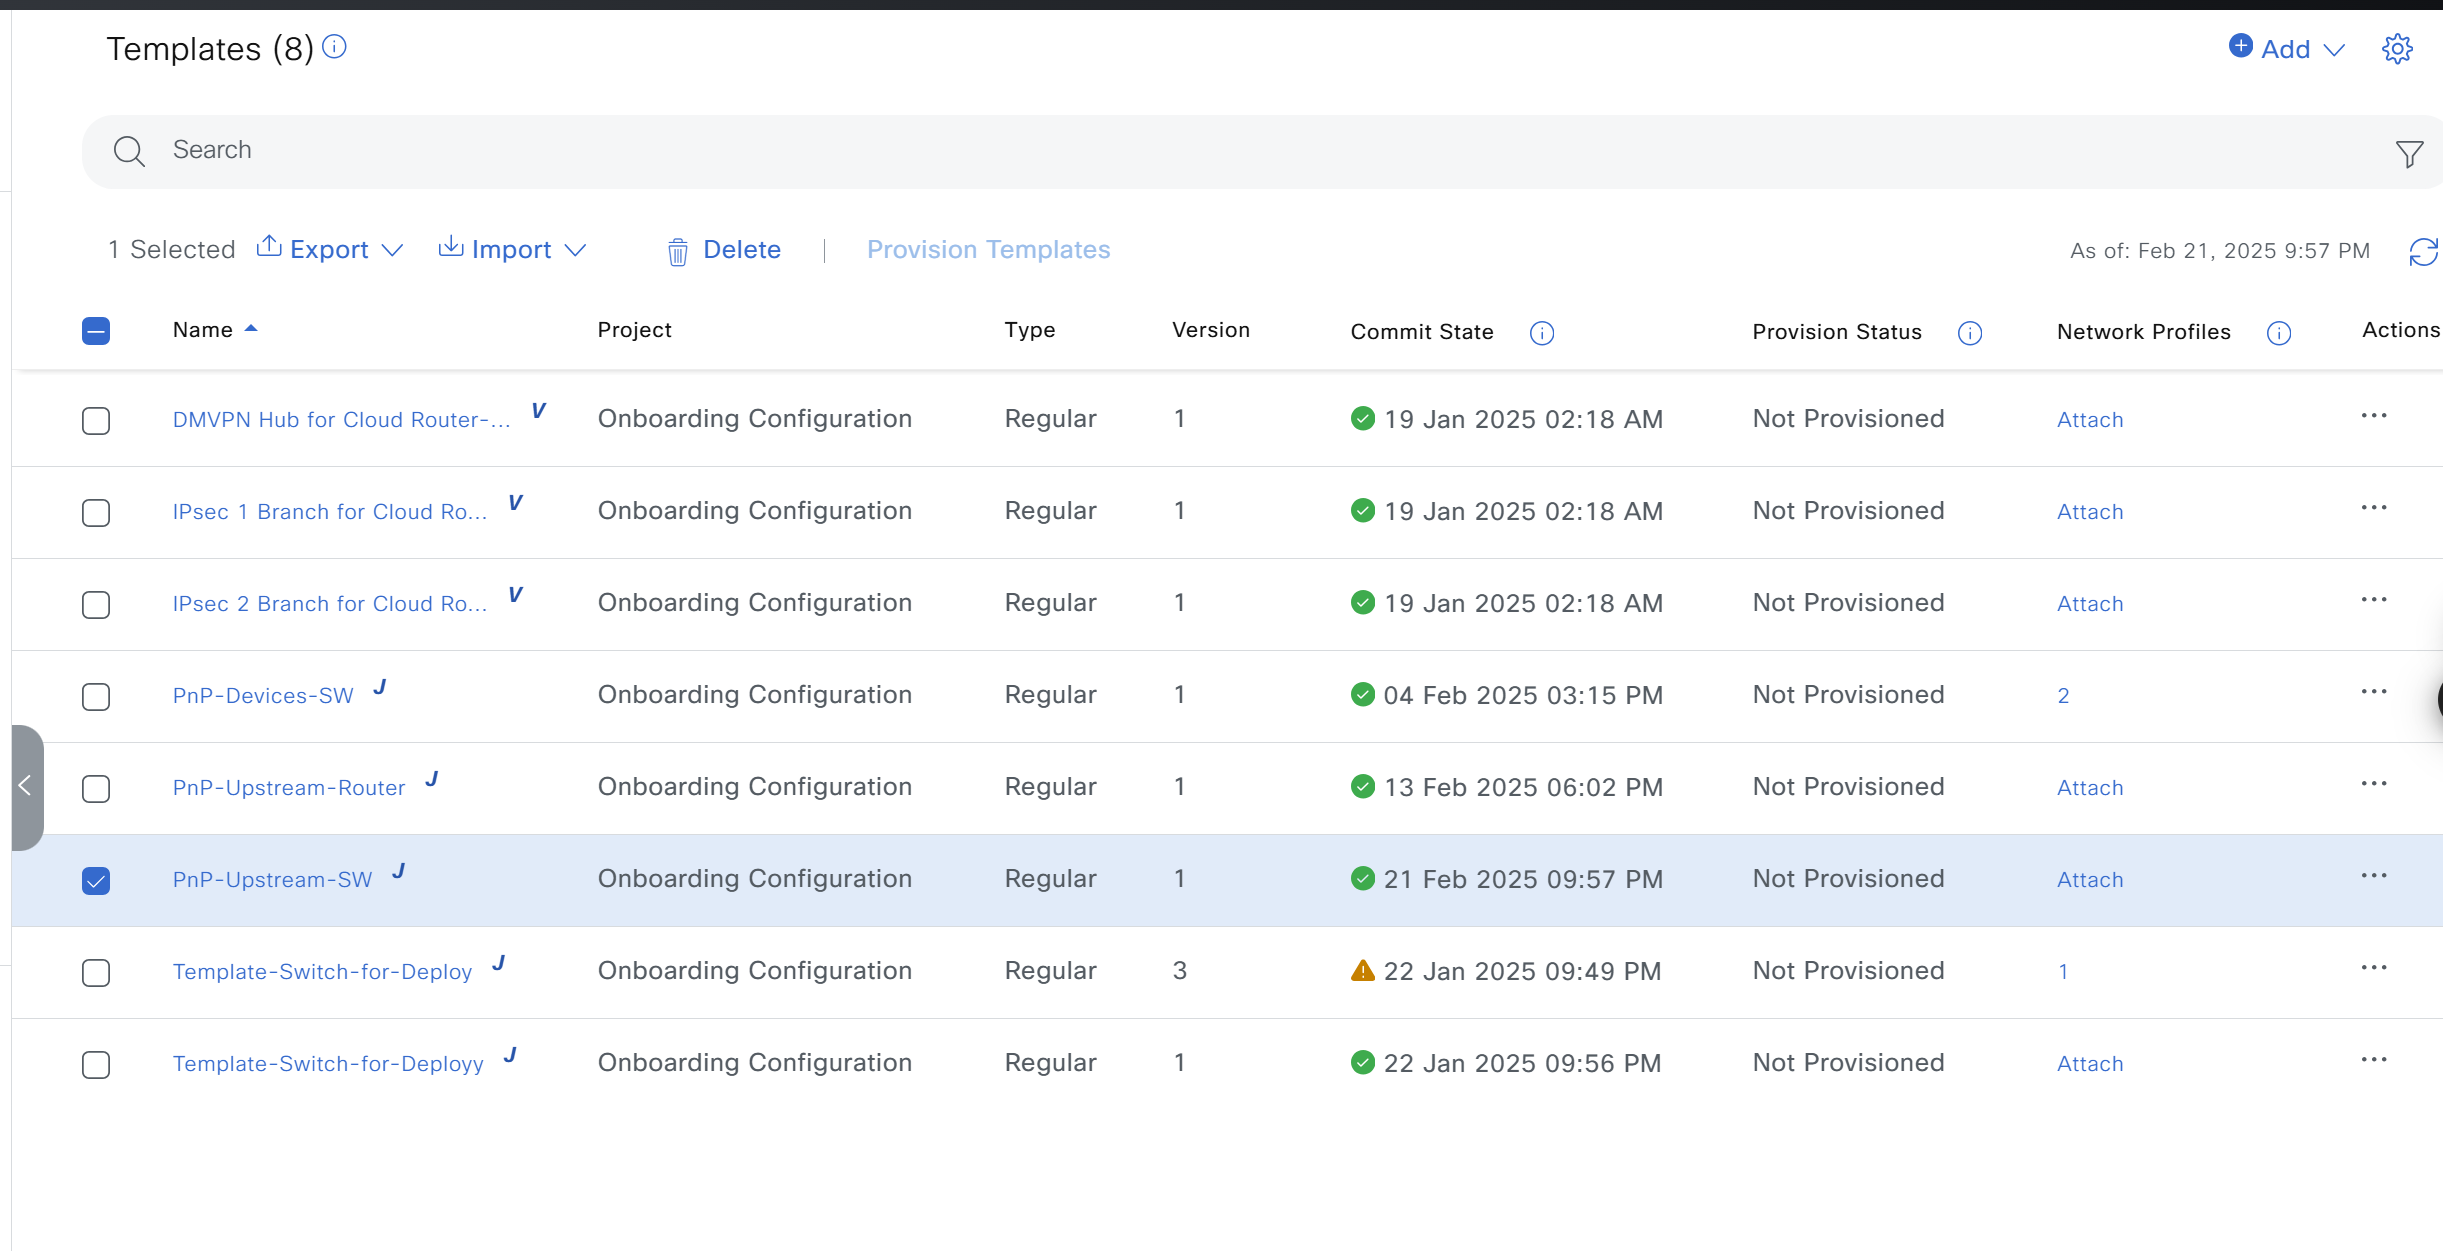 Templates (8)
Add
Search
1 Selected Export Import Delete | Provision Templates As of: Feb 21, 2025 9:57 PM
Name Project Type Version Commit State Provision Status Network Profiles Actions
DMVPN Hub for Cloud Router-... V Onboarding Configuration Regular 1 19 Jan 2025 02:18 AM Not Provisioned Attach ...
IPsec 1 Branch for Cloud Ro... V Onboarding Configuration Regular 1 19 Jan 2025 02:18 AM Not Provisioned Attach ...
IPsec 2 Branch for Cloud Ro... V Onboarding Configuration Regular 1 19 Jan 2025 02:18 AM Not Provisioned Attach ...
PnP-Devices-SW J Onboarding Configuration Regular 1 04 Feb 2025 03:15 PM Not Provisioned 2 ...
PnP-Upstream-Router J Onboarding Configuration Regular 1 13 Feb 2025 06:02 PM Not Provisioned Attach ...
PnP-Upstream-SW J Onboarding Configuration Regular 1 21 Feb 2025 09:57 PM Not Provisioned Attach ...
Template-Switch-for-Deploy J Onboarding Configuration Regular 3 22 Jan 2025 09:49 PM Not Provisioned 1 ...
Template-Switch-for-Deployy J Onboarding Configuration Regular 1 22 Jan 2025 09:56 PM Not Provisioned Attach ...